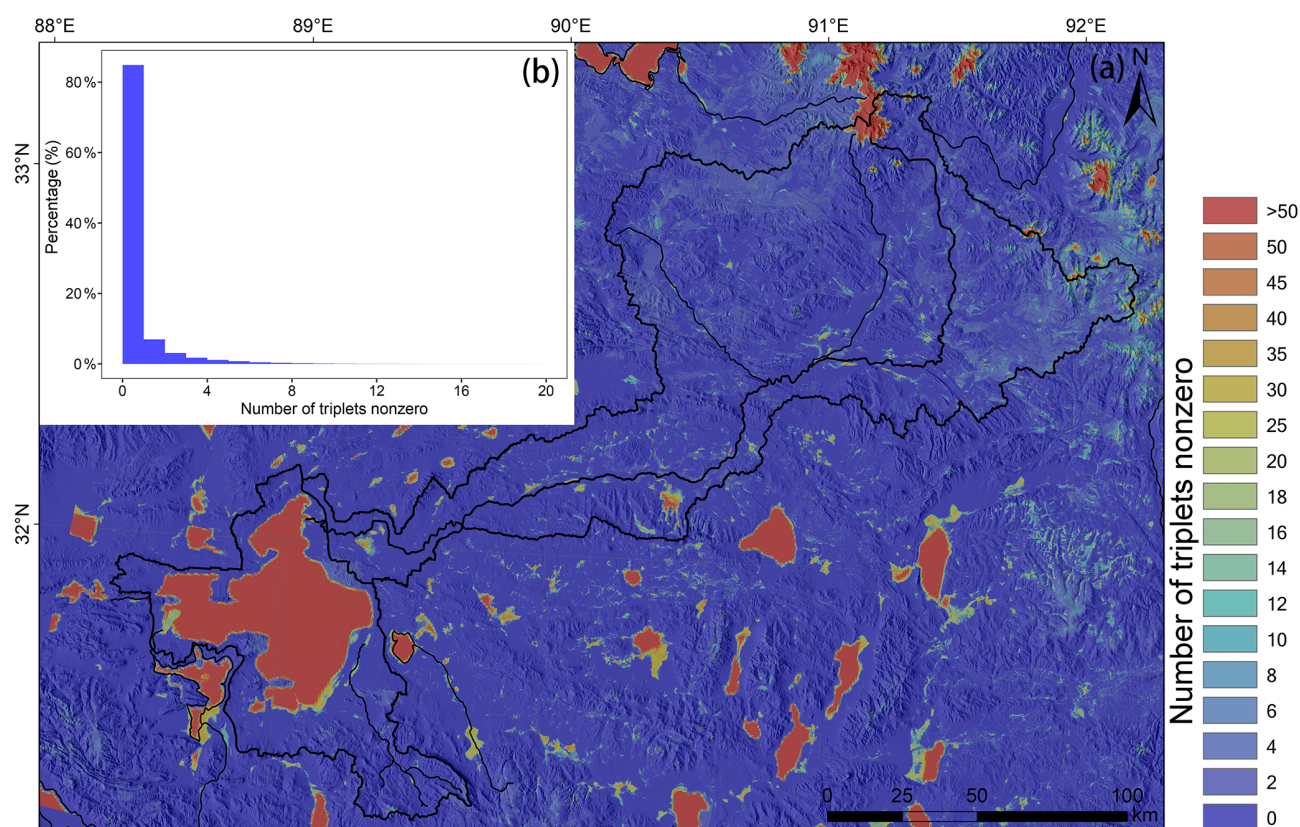 88°E 89°E 90°E 91°E 92°E
(b)
(a)
N
80%
60%
40%
20%
0%
Percentage (%)
0 4 8 12 16 20
Number of triplets nonzero
33°N
32°N
Number of triplets nonzero
>50
50
45
40
35
30
25
20
18
16
14
12
10
8
6
4
2
0
0 25 50 100
km